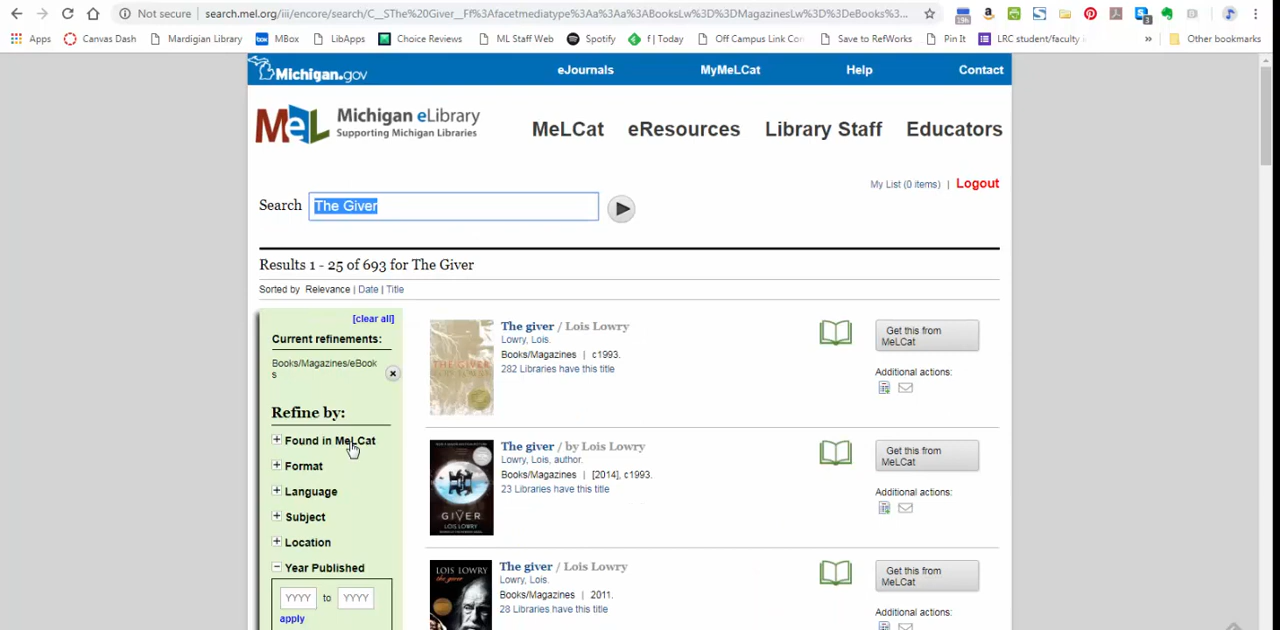 Not secure | search.mel.org/iii/encore/search/C__SThe%20Giver__Ff%3Afacetmediatype%3Aa%3Aa%3ABooksLw%3D%3DMagazinesLw%3D%3DeBooks%3...
19h
3
Apps Canvas Dash Mardigian Library MBox LibApps Choice Reviews ML Staff Web Spotify f | Today Off Campus Link Con Save to RefWorks Pin It LRC student/faculty » Other bookmarks
Michigan.gov eJournals MyMeLCat Help Contact
MeL Michigan eLibrary
Supporting Michigan Libraries
MeLCat eResources Library Staff Educators
My List (0 items) | Logout
Search The Giver
Results 1 - 25 of 693 for The Giver
Sorted by Relevance | Date | Title
[clear all]
Current refinements:
Books/Magazines/eBook
s
Refine by:
+ Found in MeLCat
+ Format
+ Language
+ Subject
+ Location
− Year Published
YYYY to YYYY
apply
THE GIVER
The giver / Lois Lowry
Lowry, Lois.
Books/Magazines | c1993.
282 Libraries have this title
Get this from
MeLCat
Additional actions:
GIVER
LOIS LOWRY
The giver / by Lois Lowry
Lowry, Lois, author.
Books/Magazines | [2014], c1993.
23 Libraries have this title
Get this from
MeLCat
Additional actions:
LOIS LOWRY
the giver
The giver / Lois Lowry
Lowry, Lois.
Books/Magazines | 2011.
28 Libraries have this title
Get this from
MeLCat
Additional actions: